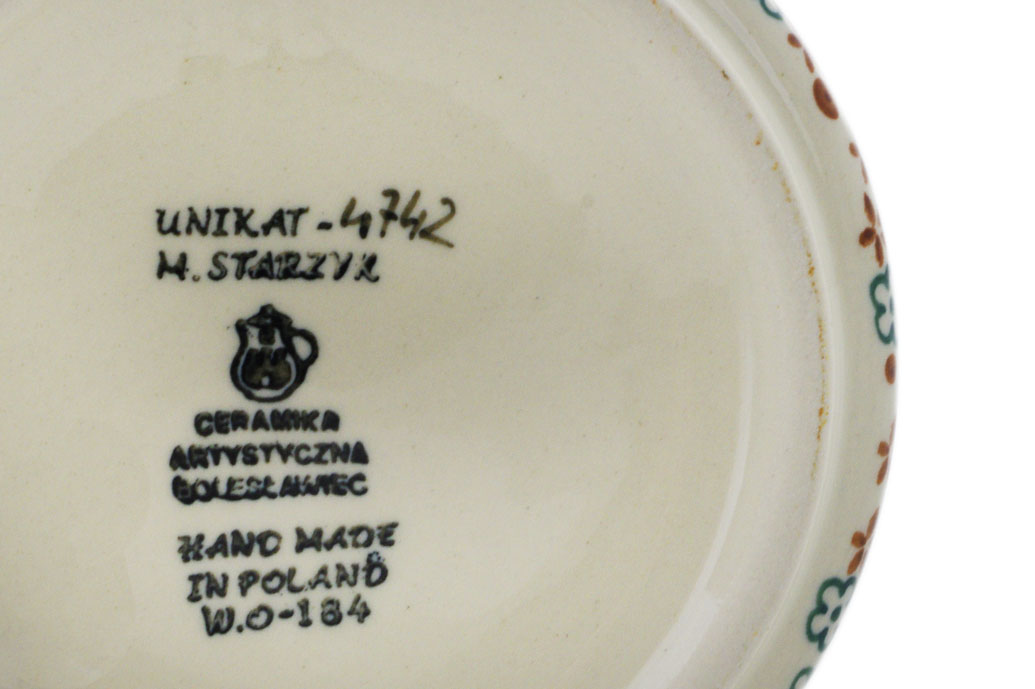 UNIKAT - 4742
M. STARZYK
CERAMIKA
ARTYSTYCZNA
BOLESŁAWIEC
HAND MADE
IN POLAND
W.O-184